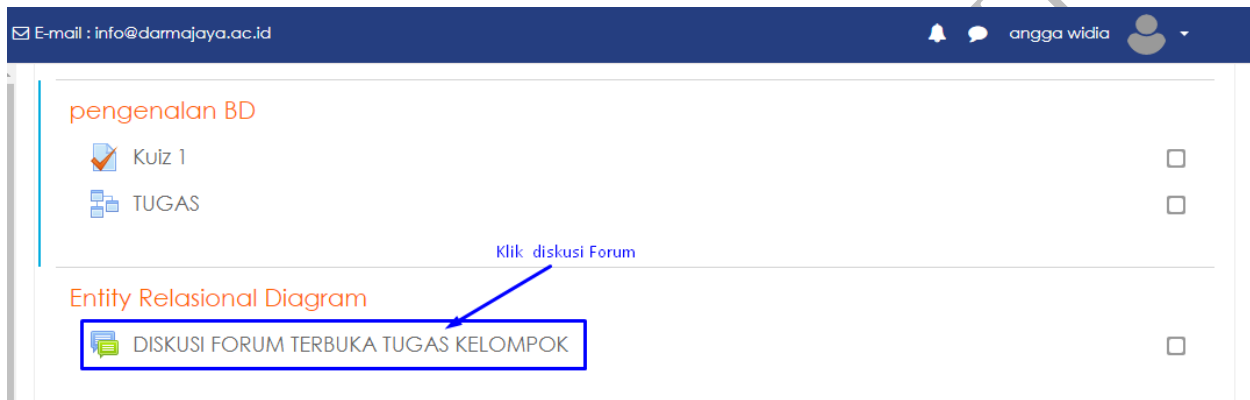 E-mail : info@darmajaya.ac.id
angga widia
pengenalan BD
Kuiz 1
TUGAS
Klik diskusi Forum
Entity Relasional Diagram
DISKUSI FORUM TERBUKA TUGAS KELOMPOK